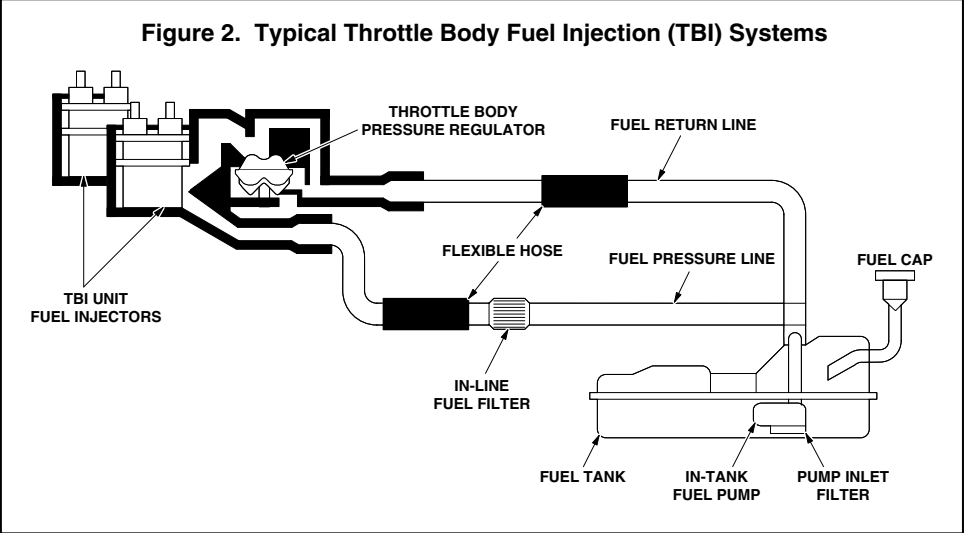 Figure 2. Typical Throttle Body Fuel Injection (TBI) Systems
THROTTLE BODY
PRESSURE REGULATOR
FUEL RETURN LINE
FLEXIBLE HOSE
FUEL PRESSURE LINE
FUEL CAP
TBI UNIT
FUEL INJECTORS
IN-LINE
FUEL FILTER
FUEL TANK
IN-TANK
FUEL PUMP
PUMP INLET
FILTER